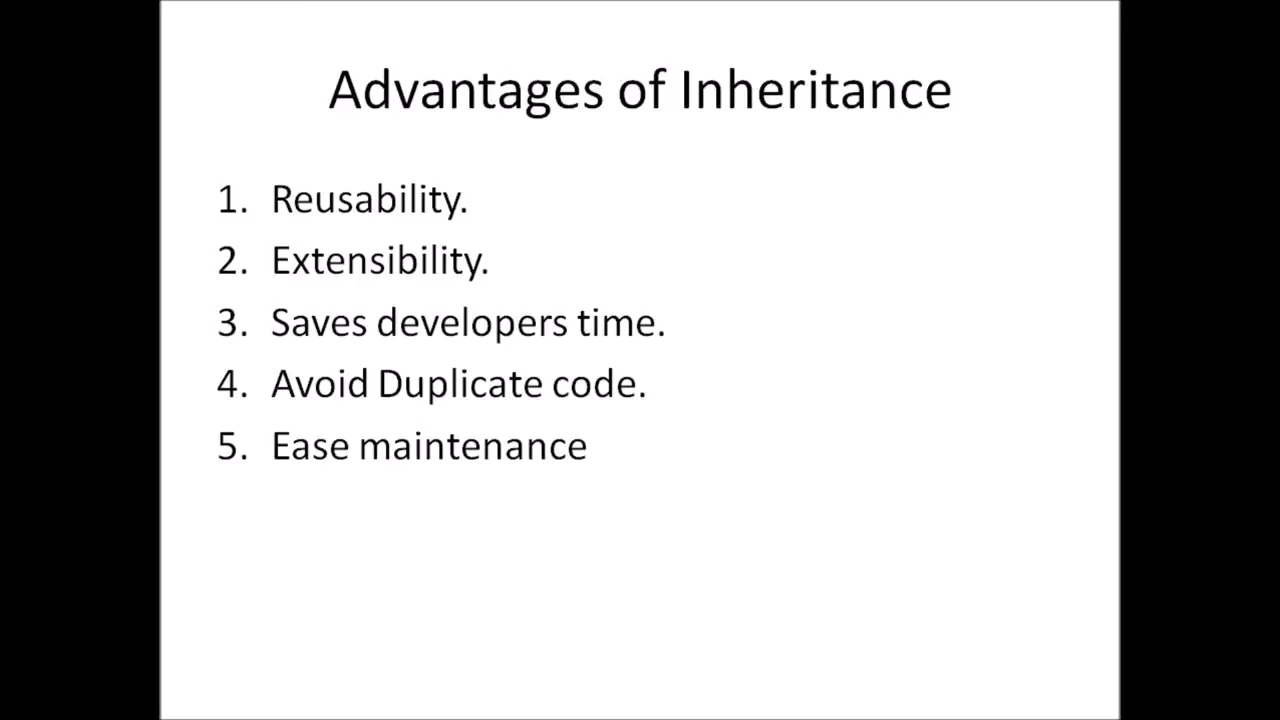 Advantages of Inheritance
1. Reusability.
2. Extensibility.
3. Saves developers time.
4. Avoid Duplicate code.
5. Ease maintenance